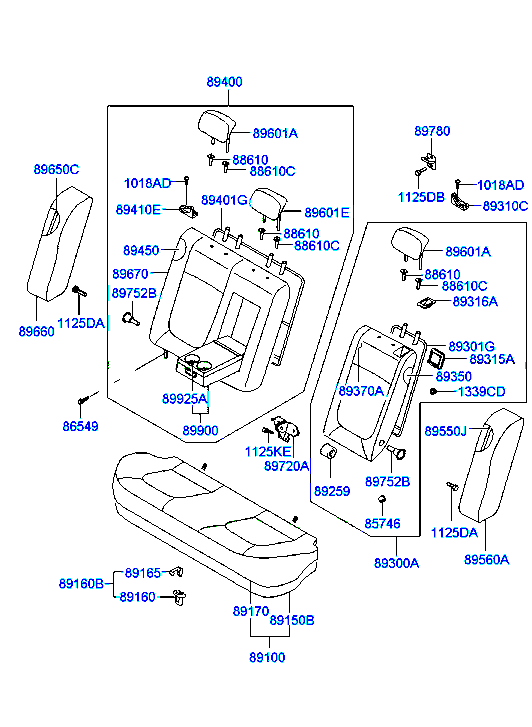 89400
89601A
89780
88610
88610C
89650C
1018AD
1125DB
1018AD
89401G
89410E
89310C
89601E
88610
88610C
89450
89601A
89670
88610
88610C
89752B
89316A
1125DA
89660
89301G
89315A
89350
89370A
1339CD
89925A
86549
89900
89550J
1125KE
89720A
89259
89752B
85746
1125DA
89300A
89560A
89165
89160B
89160
89170
89150B
89100